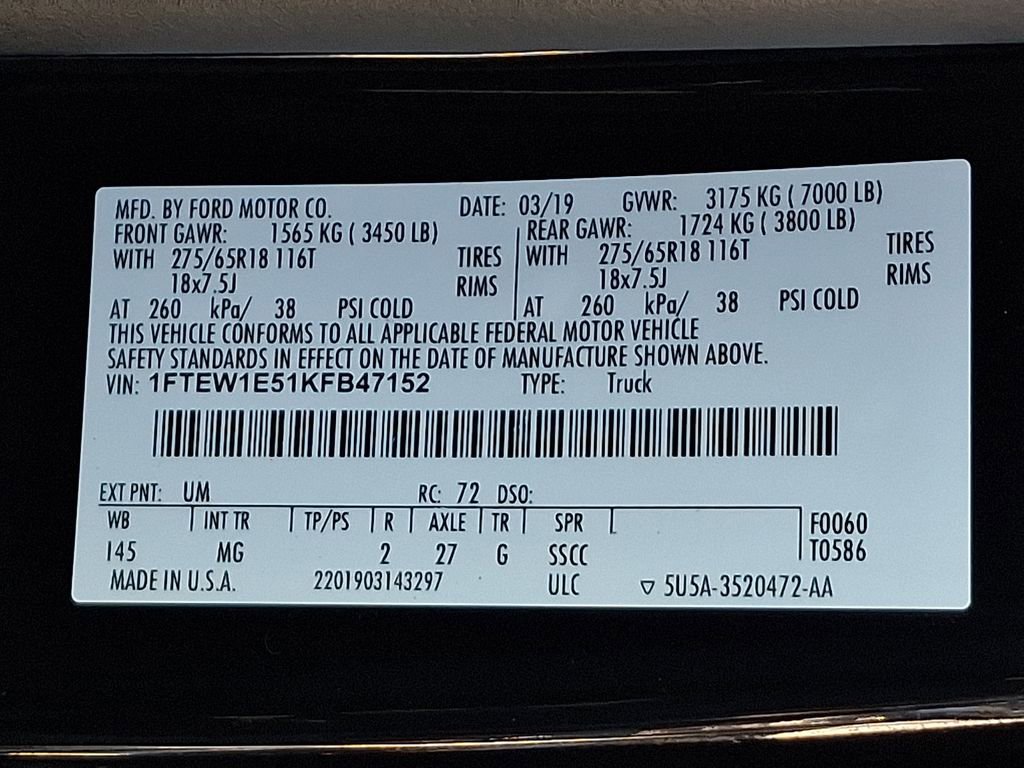 MFD. BY FORD MOTOR CO. DATE: 03/19 GVWR: 3175 KG ( 7000 LB)
FRONT GAWR: 1565 KG ( 3450 LB) REAR GAWR: 1724 KG ( 3800 LB)
WITH 275/65R18 116T TIRES WITH 275/65R18 116T TIRES
18x7.5J RIMS 18x7.5J RIMS
AT 260 kPa/ 38 PSI COLD AT 260 kPa/ 38 PSI COLD
THIS VEHICLE CONFORMS TO ALL APPLICABLE FEDERAL MOTOR VEHICLE
SAFETY STANDARDS IN EFFECT ON THE DATE OF MANUFACTURE SHOWN ABOVE.
VIN: 1FTEW1E51KFB47152 TYPE: Truck
EXT PNT: UM RC: 72 DSO:
WB INT TR TP/PS R AXLE TR SPR F0060
145 MG 2 27 G SSCC T0586
MADE IN U.S.A. 2201903143297 ULC ▽ 5U5A-3520472-AA